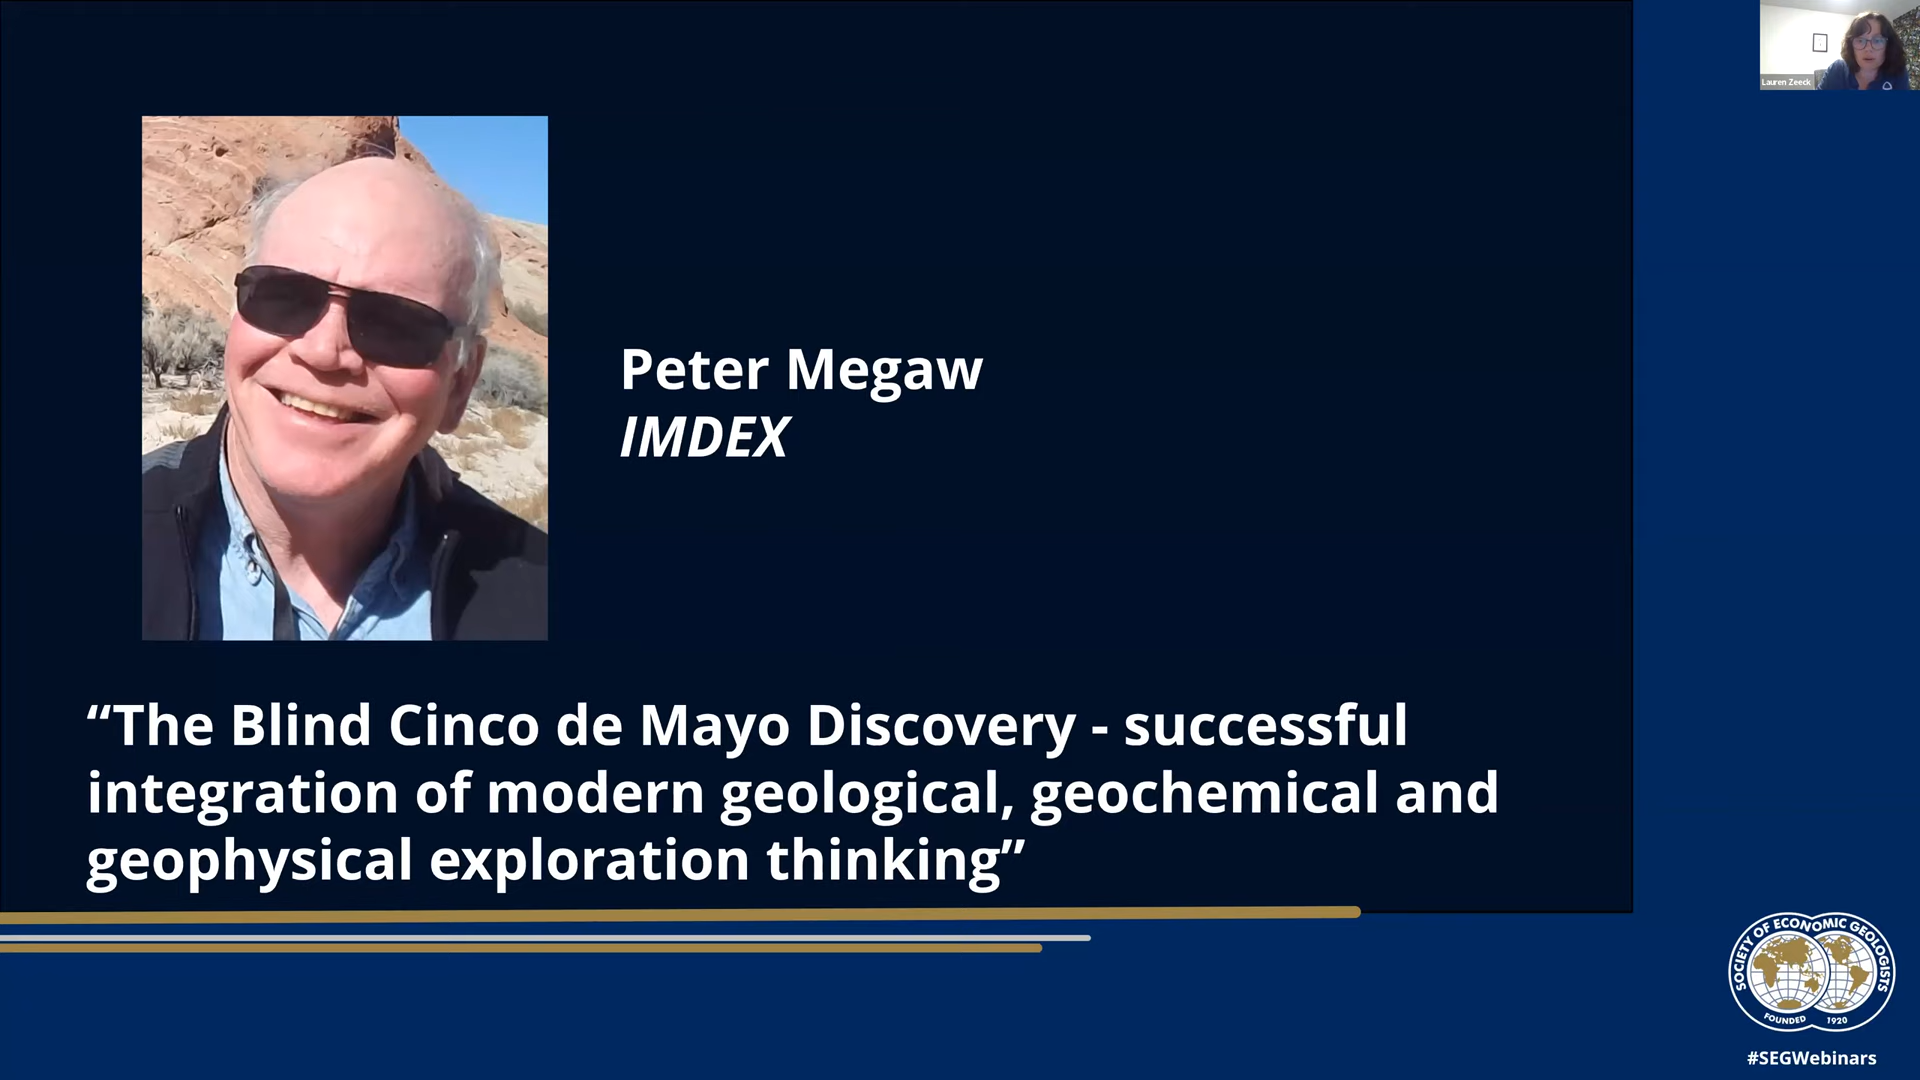 Lauren Zeeck
Peter Megaw
IMDEX
“The Blind Cinco de Mayo Discovery - successful
integration of modern geological, geochemical and
geophysical exploration thinking”
SOCIETY OF ECONOMIC GEOLOGISTS
FOUNDED 1920
#SEGWebinars